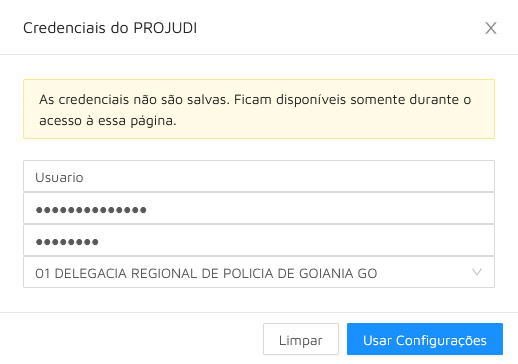 Credenciais do PROJUDI
As credenciais não são salvas. Ficam disponíveis somente durante o
acesso à essa página.
Usuario
●●●●●●●●●●●●●●
●●●●●●●●
01 DELEGACIA REGIONAL DE POLICIA DE GOIANIA GO
Limpar
Usar Configurações